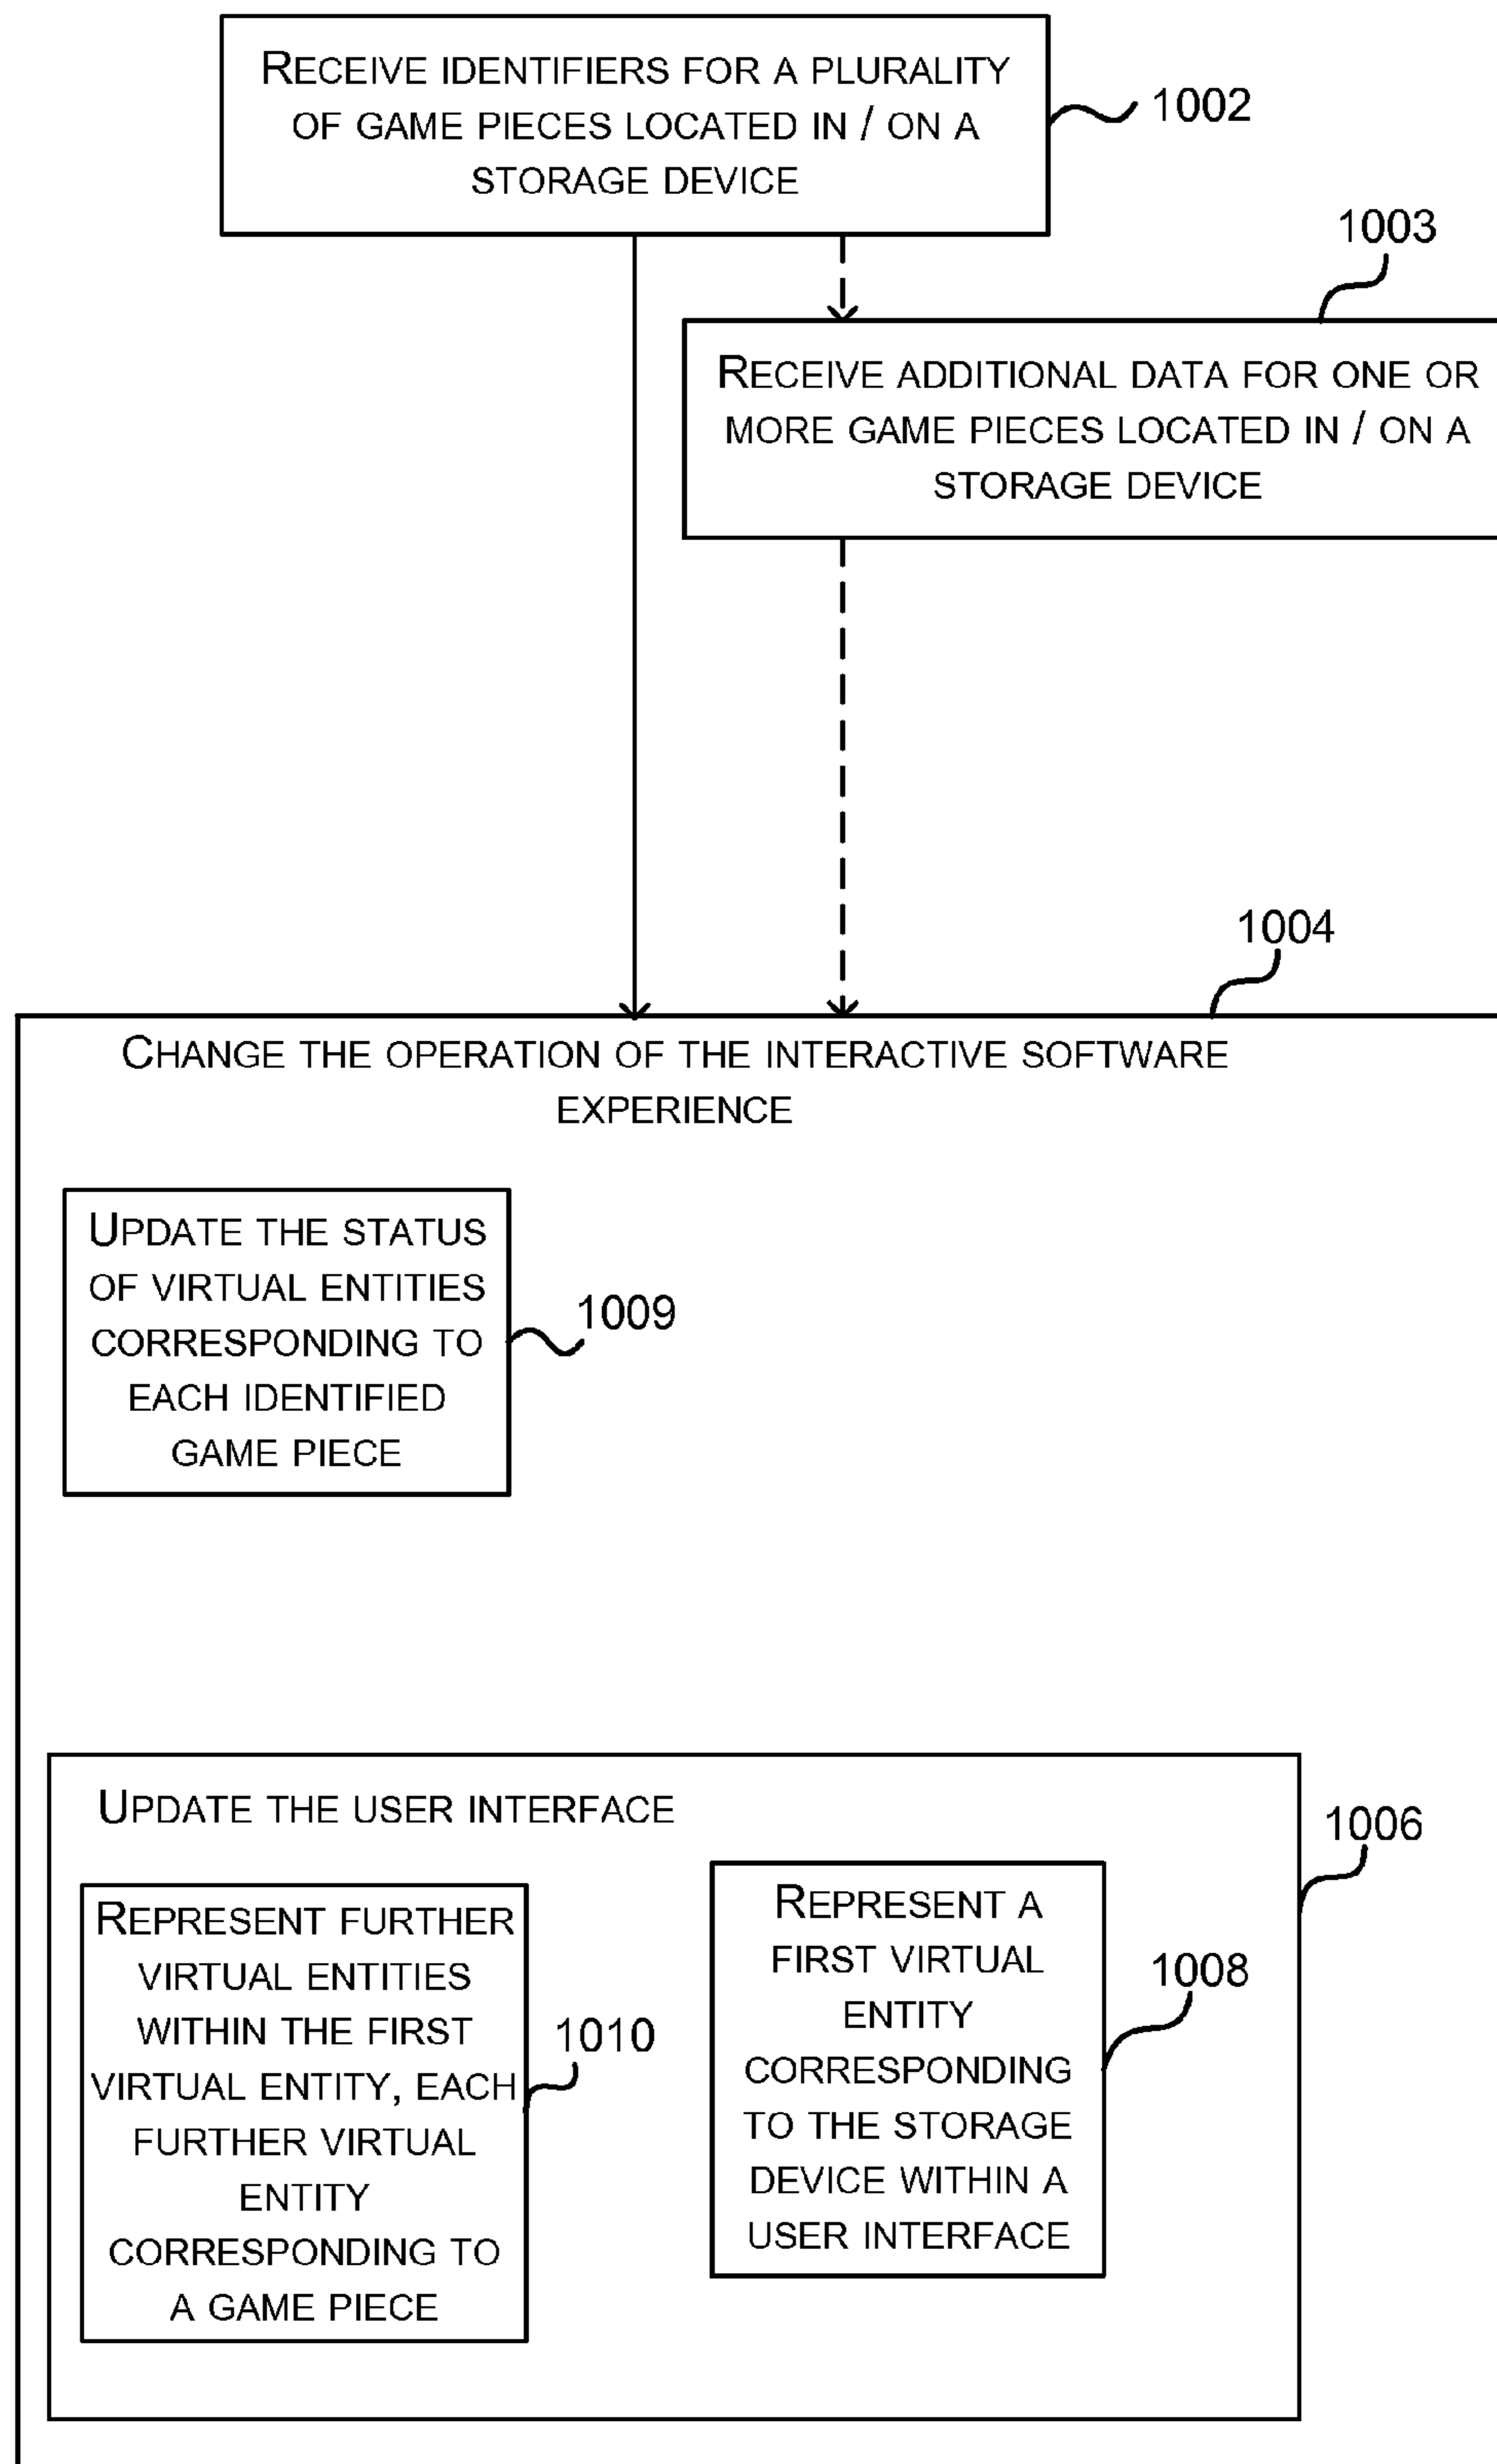 RECEIVE IDENTIFIERS FOR A PLURALITY
OF GAME PIECES LOCATED IN / ON A
STORAGE DEVICE
1002
1003
RECEIVE ADDITIONAL DATA FOR ONE OR
MORE GAME PIECES LOCATED IN / ON A
STORAGE DEVICE
1004
CHANGE THE OPERATION OF THE INTERACTIVE SOFTWARE
EXPERIENCE
UPDATE THE STATUS
OF VIRTUAL ENTITIES
CORRESPONDING TO
EACH IDENTIFIED
GAME PIECE
1009
UPDATE THE USER INTERFACE
1006
REPRESENT FURTHER
VIRTUAL ENTITIES
WITHIN THE FIRST
VIRTUAL ENTITY, EACH
FURTHER VIRTUAL
ENTITY
CORRESPONDING TO
A GAME PIECE
1010
REPRESENT A
FIRST VIRTUAL
ENTITY
CORRESPONDING
TO THE STORAGE
DEVICE WITHIN A
USER INTERFACE
1008